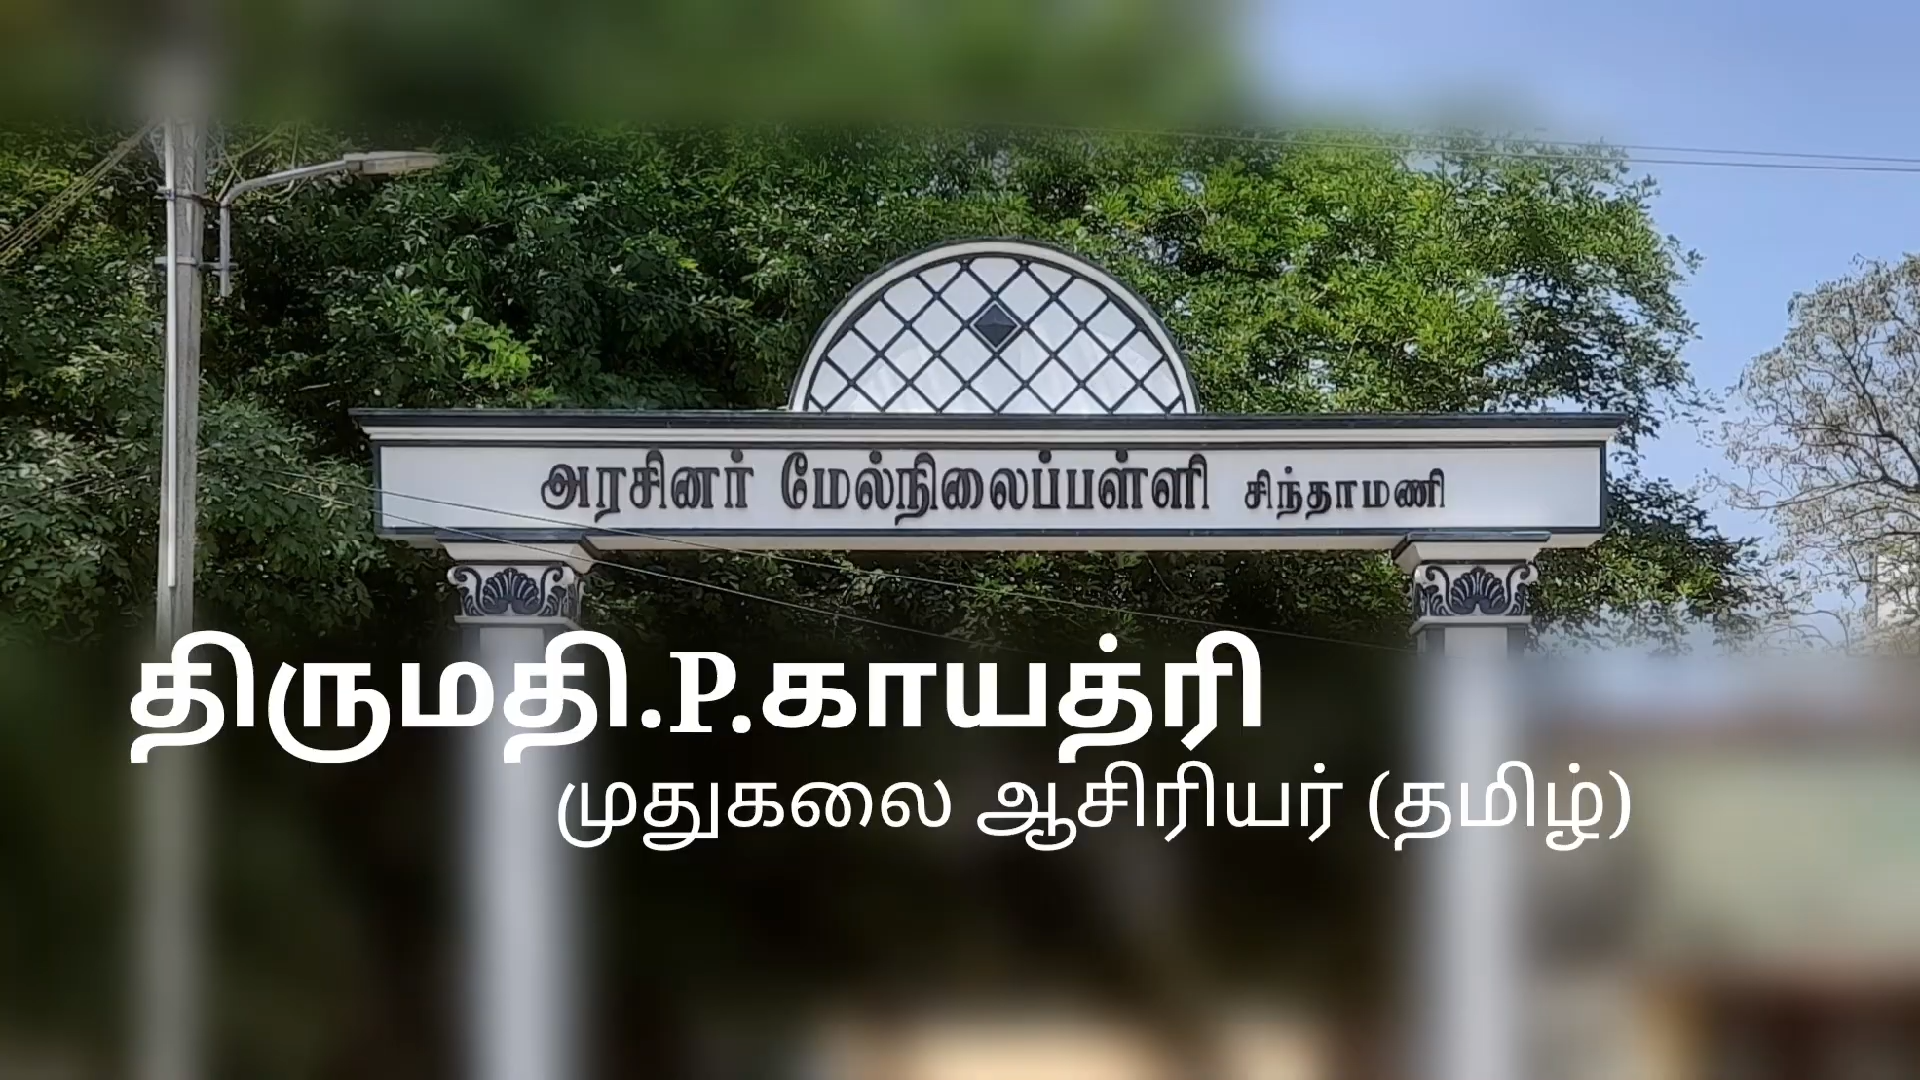 அரசினர் மேல்நிலைப்பள்ளி சிந்தாமணி
திருமதி.P.காயத்ரி
முதுகலை ஆசிரியர் (தமிழ்)